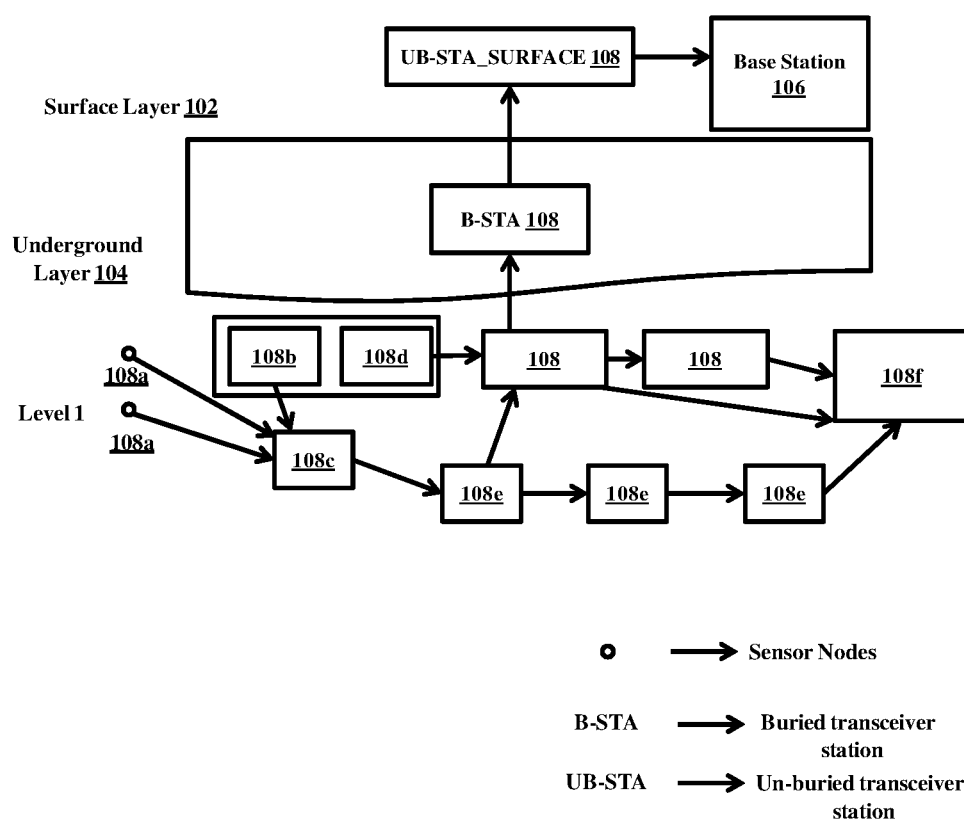 UB-STA_SURFACE 108
Base Station
106
Surface Layer 102
B-STA 108
Underground
Layer 104
108b
108d
108
108
108f
108a
Level 1
108a
108c
108e
108e
108e
Sensor Nodes
B-STA
Buried transceiver
station
UB-STA
Un-buried transceiver
station